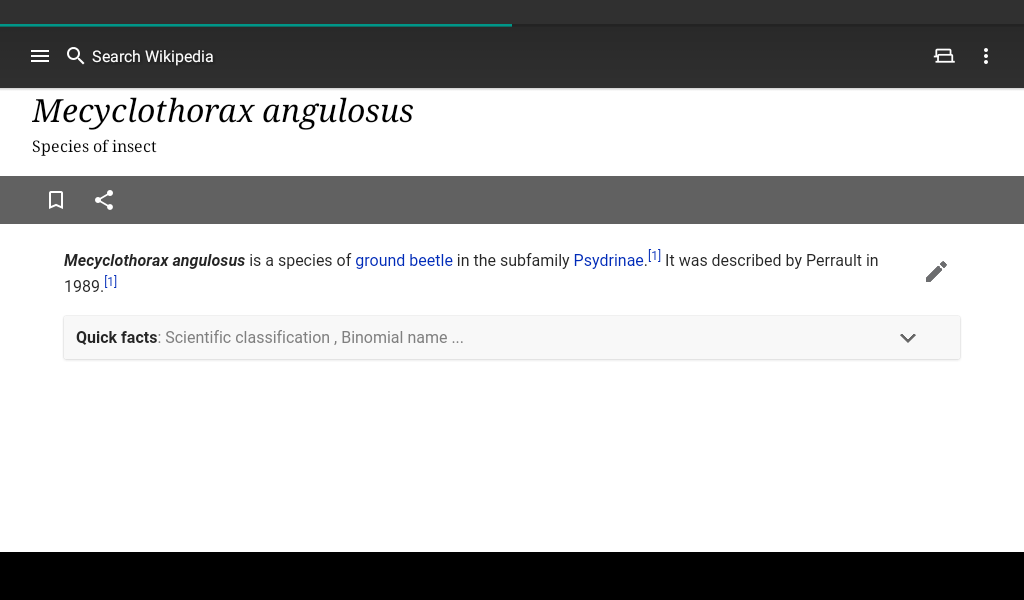 Search Wikipedia
Mecyclothorax angulosus
Species of insect
Mecyclothorax angulosus is a species of ground beetle in the subfamily Psydrinae.[1] It was described by Perrault in
1989.[1]
Quick facts: Scientific classification , Binomial name ...